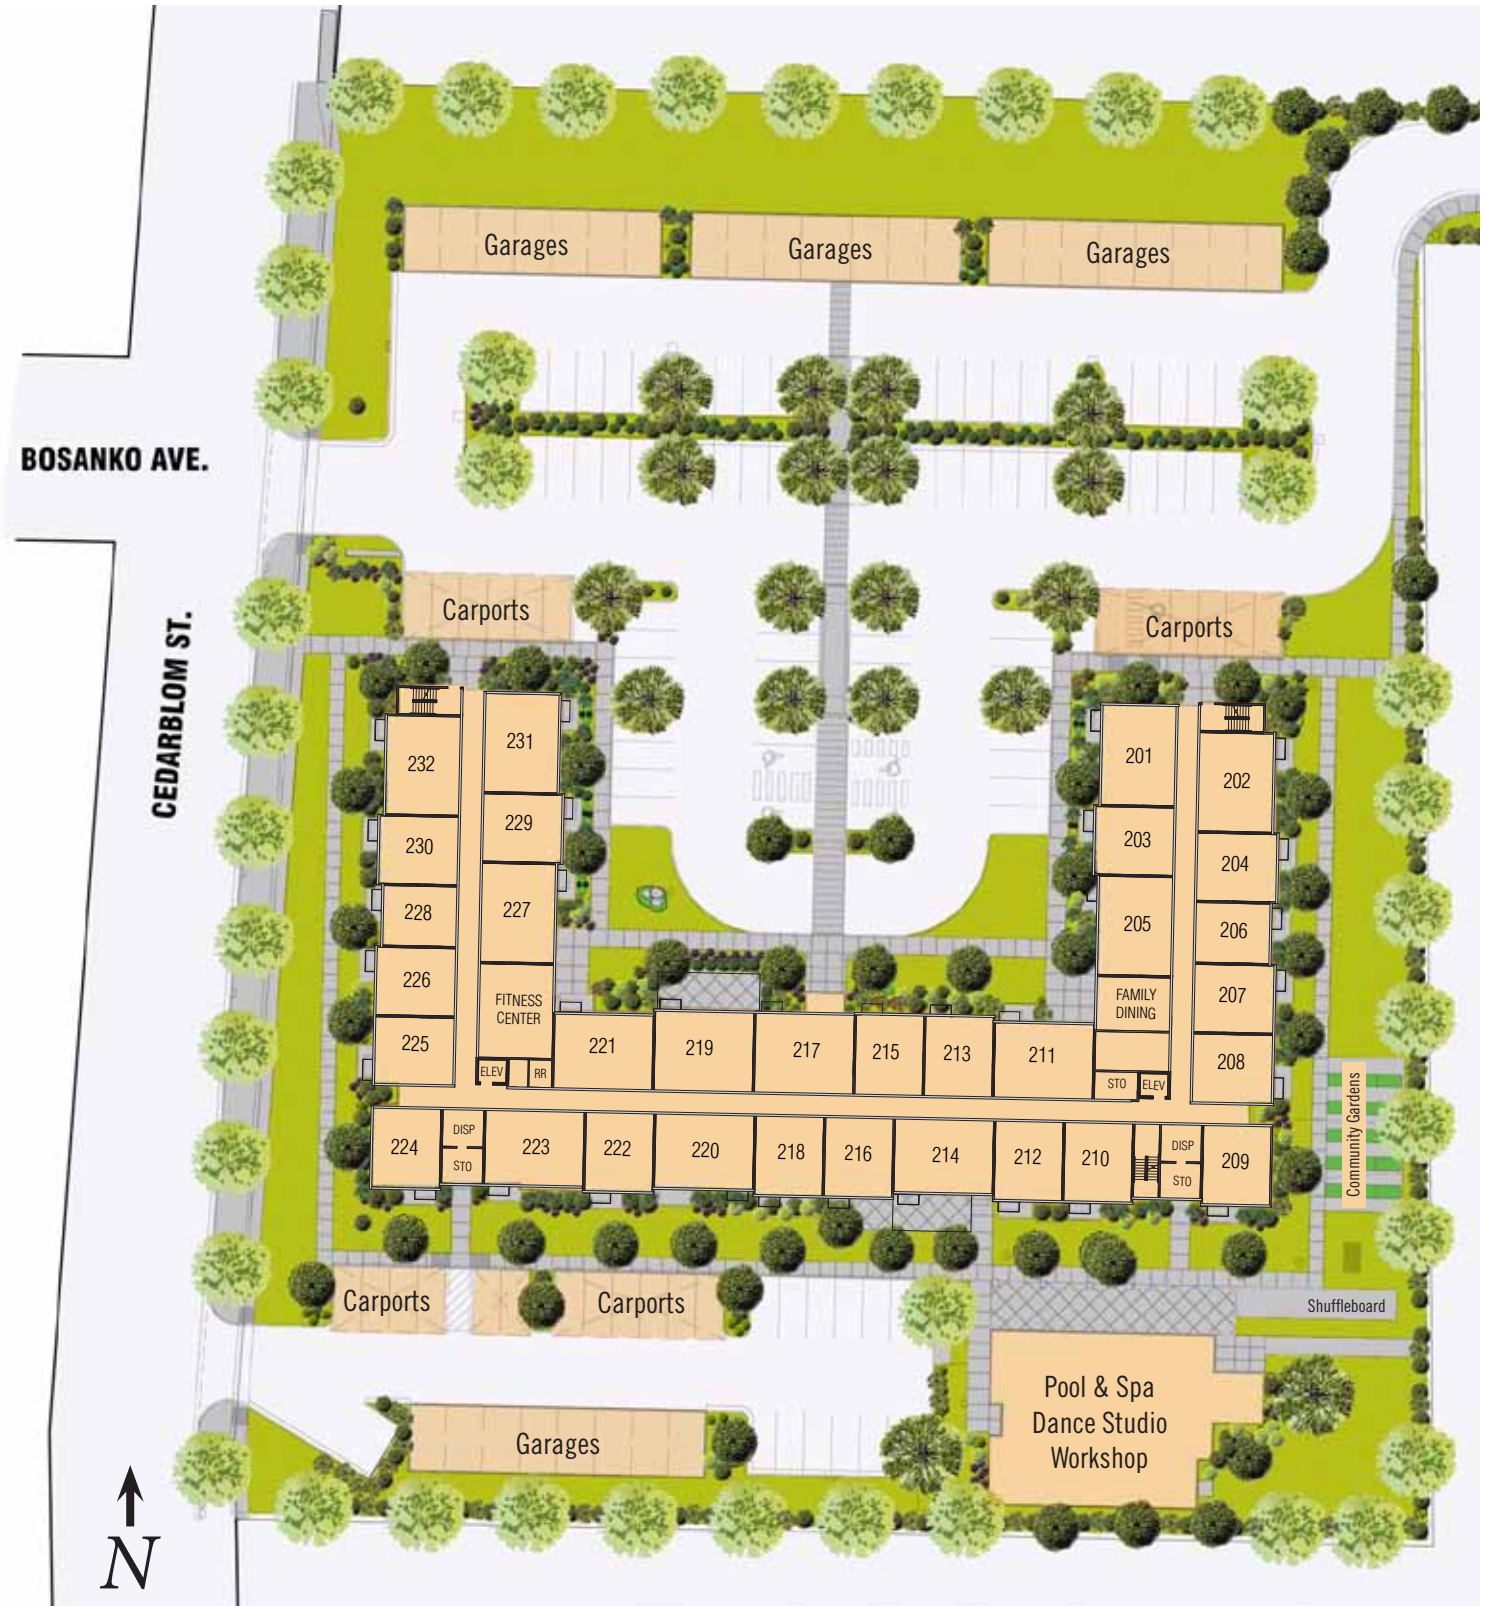 Garages
Garages
Garages
BOSANKO AVE.
CEDARBLOM ST.
Carports
Carports
231
232
229
230
228
227
226
FITNESS
CENTER
225
ELEV
RR
201
202
203
204
205
206
FAMILY
DINING
207
208
STO
ELEV
221
219
217
215
213
211
224
DISP
STO
223
222
220
218
216
214
212
210
DISP
STO
209
Community Gardens
Carports
Carports
Shuffleboard
Pool & Spa
Dance Studio
Workshop
Garages
N